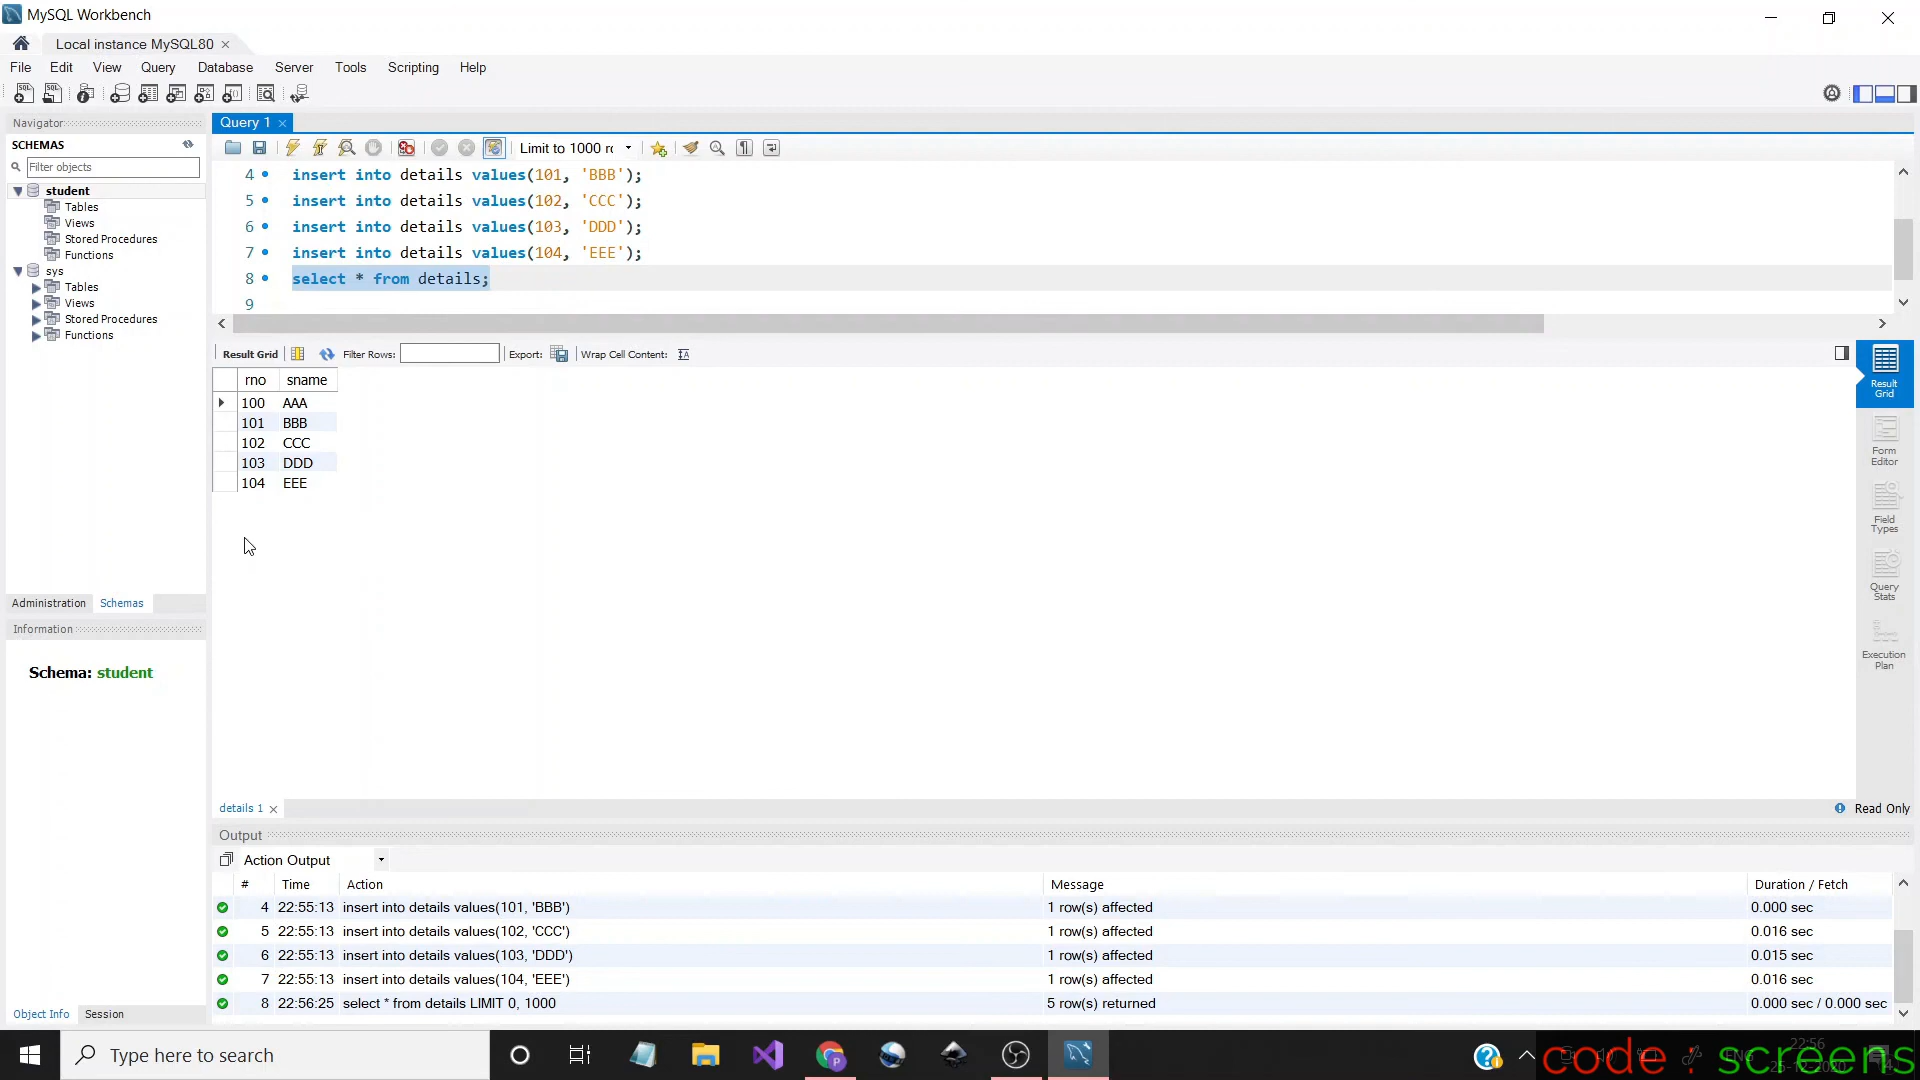 MySQL Workbench
Local instance MySQL80
File Edit View Query Database Server Tools Scripting Help
Navigator
SCHEMAS
Filter objects
student
Tables
Views
Stored Procedures
Functions
sys
Tables
Views
Stored Procedures
Functions
Administration Schemas
Information
Schema: student
Object Info Session
Query 1
Limit to 1000 rc
4 insert into details values(101, 'BBB');
5 insert into details values(102, 'CCC');
6 insert into details values(103, 'DDD');
7 insert into details values(104, 'EEE');
8 select * from details;
9
Result Grid Filter Rows: Export: Wrap Cell Content:
rno sname
100 AAA
101 BBB
102 CCC
103 DDD
104 EEE
Result
Grid
Form
Editor
Field
Types
Query
Stats
Execution
Plan
details 1 Read Only
Output
Action Output
# Time Action Message Duration / Fetch
4 22:55:13 insert into details values(101, 'BBB') 1 row(s) affected 0.000 sec
5 22:55:13 insert into details values(102, 'CCC') 1 row(s) affected 0.016 sec
6 22:55:13 insert into details values(103, 'DDD') 1 row(s) affected 0.015 sec
7 22:55:13 insert into details values(104, 'EEE') 1 row(s) affected 0.016 sec
8 22:56:25 select * from details LIMIT 0, 1000 5 row(s) returned 0.000 sec / 0.000 sec
Type here to search
ENG
22:56
code : screens